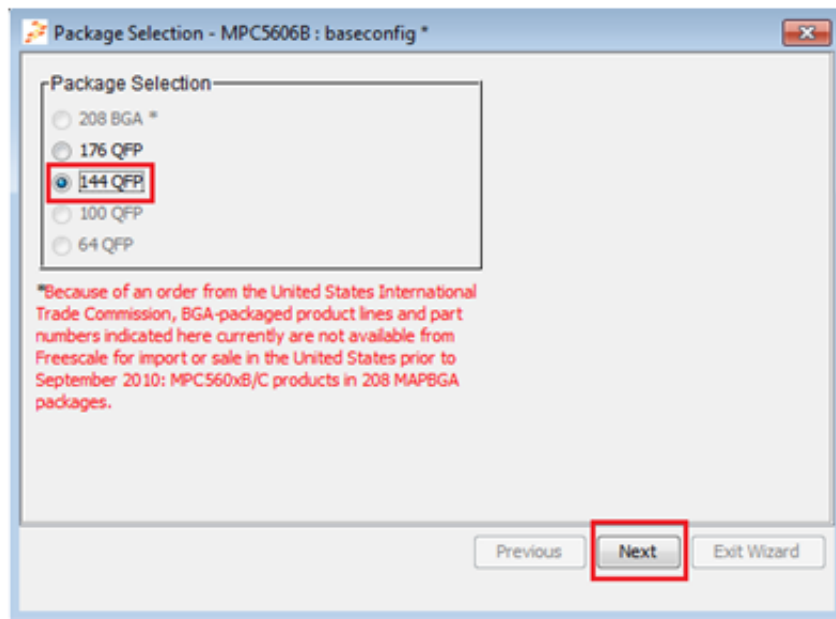 Package Selection - MPC5606B : baseconfig *
Package Selection
208 BGA *
176 QFP
144 QFP
100 QFP
64 QFP
*Because of an order from the United States International
Trade Commission, BGA-packaged product lines and part
numbers indicated here currently are not available from
Freescale for import or sale in the United States prior to
September 2010: MPC560xB/C products in 208 MAPBGA
packages.
Previous
Next
Exit Wizard